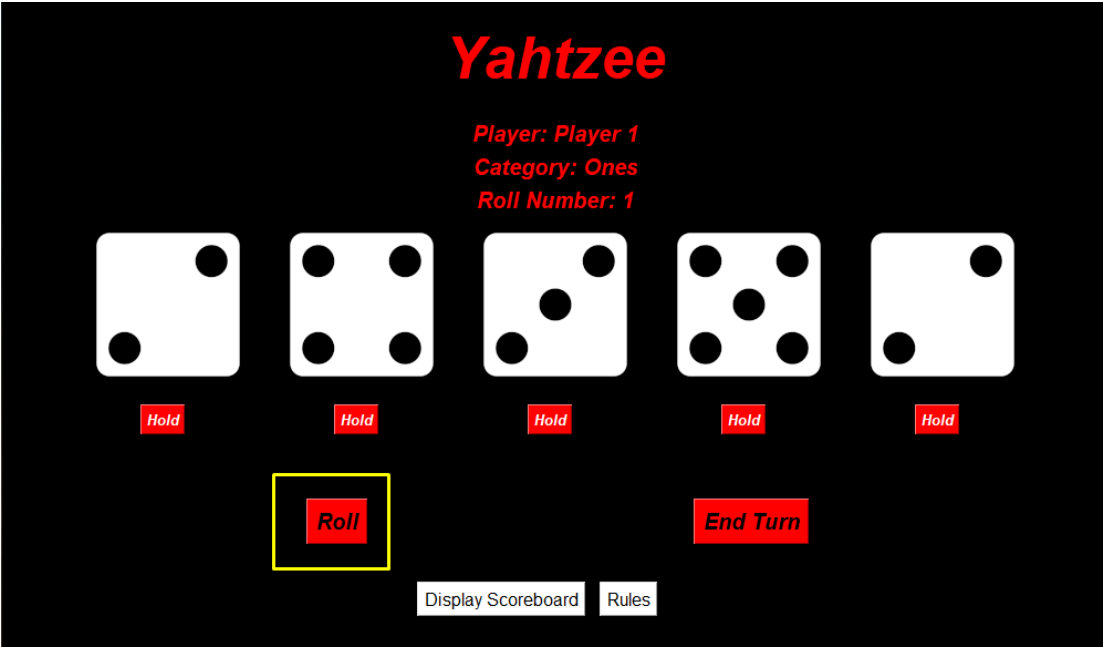 Yahtzee
Player: Player 1
Category: Ones
Roll Number: 1
Hold Hold Hold Hold Hold
Roll End Turn
Display Scoreboard Rules